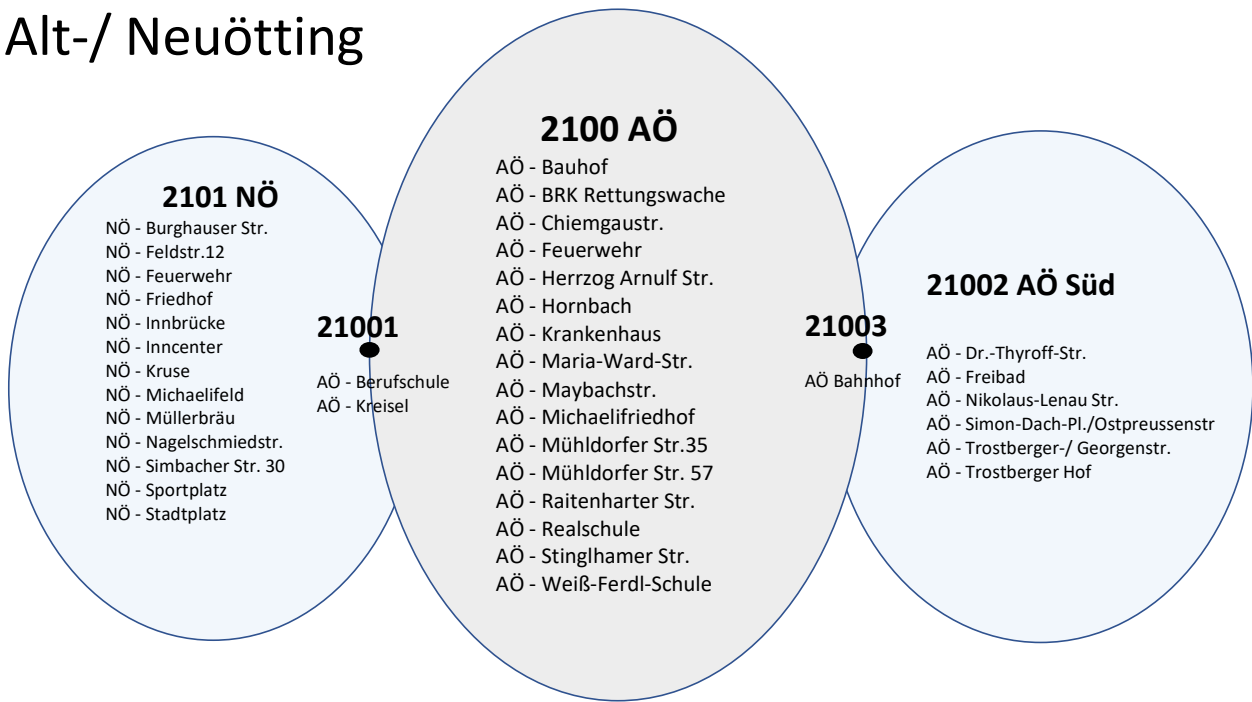 Alt-/ Neuötting
2101 NÖ
NÖ - Burghauser Str.
NÖ - Feldstr.12
NÖ - Feuerwehr
NÖ - Friedhof
NÖ - Innbrücke
NÖ - Inncenter
NÖ - Kruse
NÖ - Michaelifeld
NÖ - Müllerbräu
NÖ - Nagelschmiedstr.
NÖ - Simbacher Str. 30
NÖ - Sportplatz
NÖ - Stadtplatz
21001
AÖ - Berufschule
AÖ - Kreisel
2100 AÖ
AÖ - Bauhof
AÖ - BRK Rettungswache
AÖ - Chiemgaustr.
AÖ - Feuerwehr
AÖ - Herrzog Arnulf Str.
AÖ - Hornbach
AÖ - Krankenhaus
AÖ - Maria-Ward-Str.
AÖ - Maybachstr.
AÖ - Michaelifriedhof
AÖ - Mühldorfer Str.35
AÖ - Mühldorfer Str. 57
AÖ - Raitenharter Str.
AÖ - Realschule
AÖ - Stinglhamer Str.
AÖ - Weiß-Ferdl-Schule
21003
AÖ Bahnhof
21002 AÖ Süd
AÖ - Dr.-Thyroff-Str.
AÖ - Freibad
AÖ - Nikolaus-Lenau Str.
AÖ - Simon-Dach-Pl./Ostpreussenstr
AÖ - Trostberger-/ Georgenstr.
AÖ - Trostberger Hof